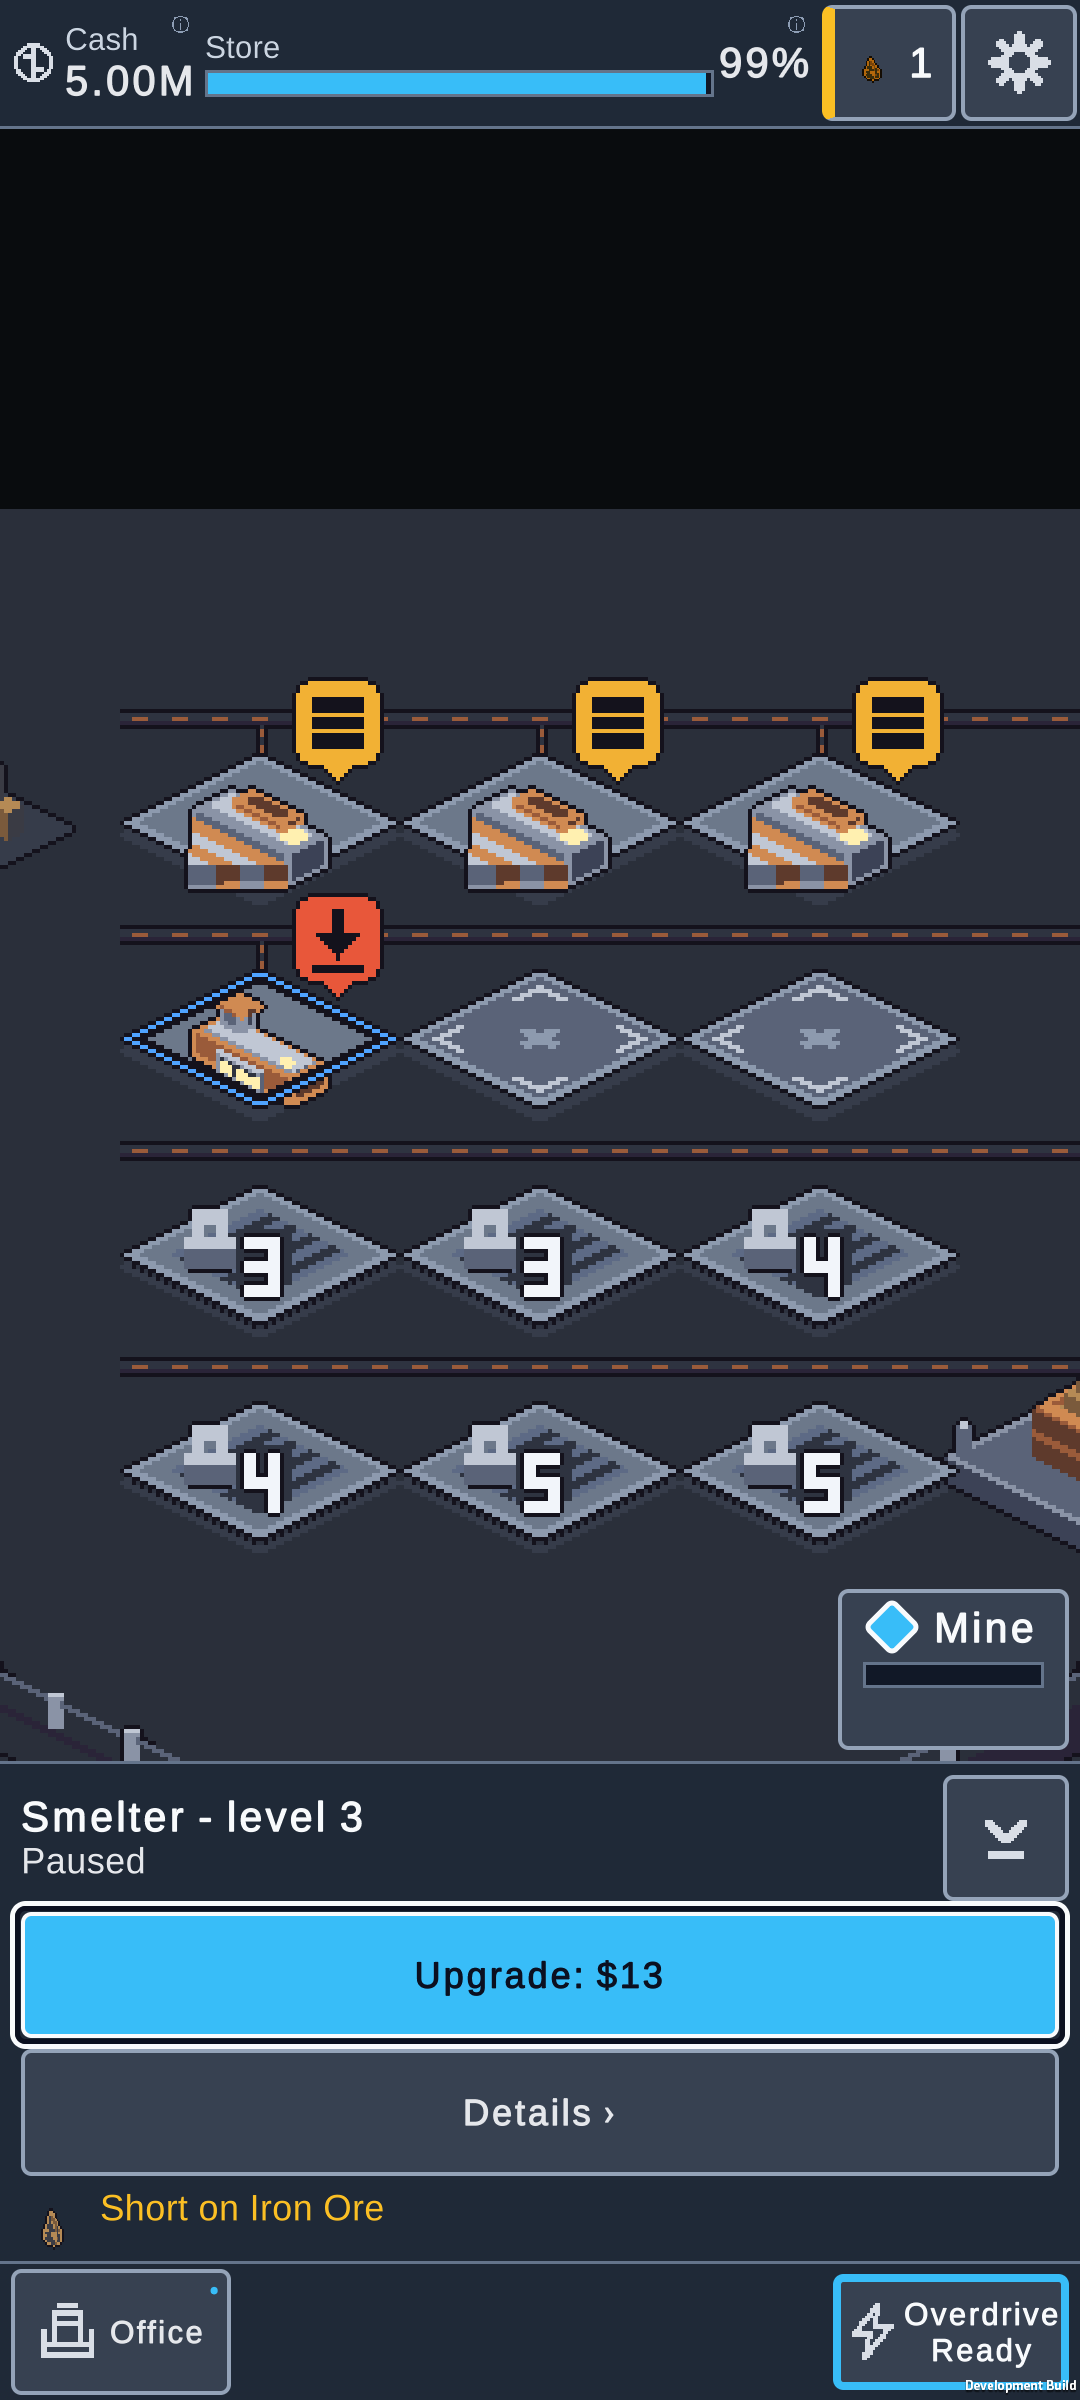 Cash
5.00M
Store
99%
1
3
3
4
4
5
5
Mine
Smelter - level 3
Paused
Upgrade: $13
Details ›
Short on Iron Ore
Office
Overdrive
Ready
Development Build